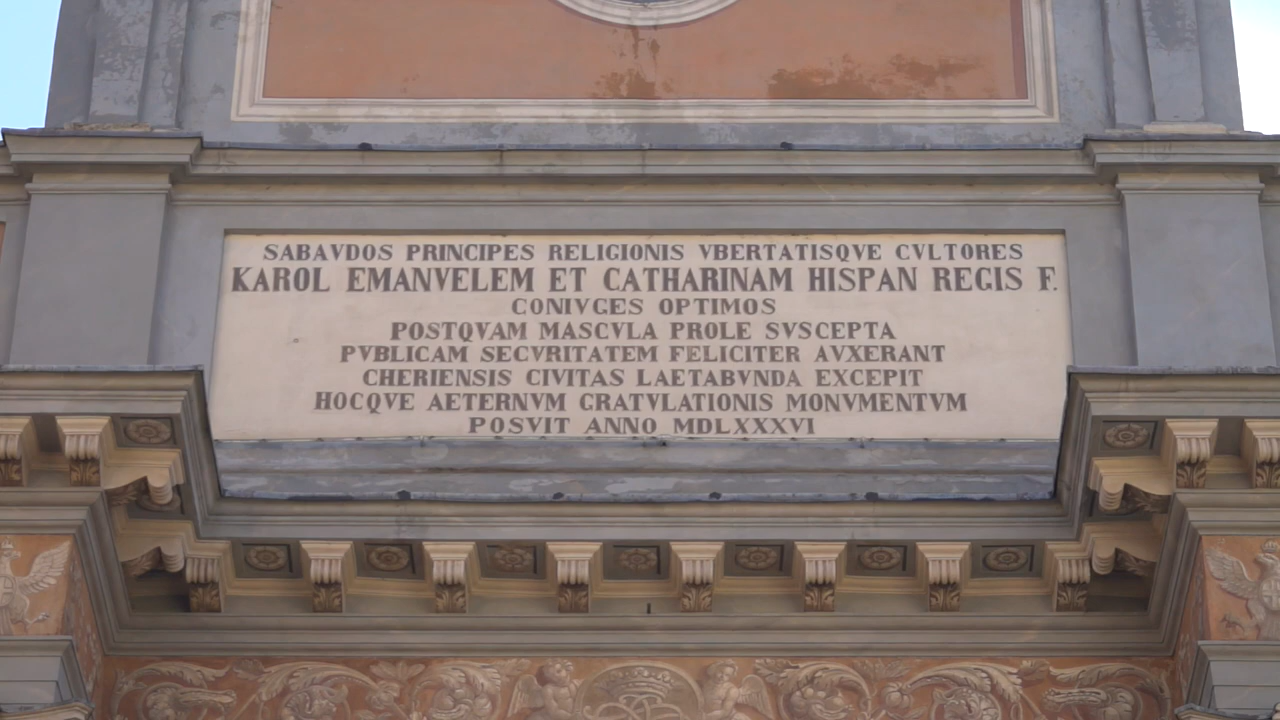 SABAVDOS PRINCIPES RELIGIONIS VBERTATISQVE CVLTORES
KAROL EMANVELEM ET CATHARINAM HISPAN REGIS F.
CONIVGES OPTIMOS
POSTQVAM MASCVLA PROLE SVSCEPTA
PVBLICAM SECVRITATEM FELICITER AVXERANT
CHERIENSIS CIVITAS LAETABVNDA EXCEPIT
HOCQVE AETERNVM GRATVLATIONIS MONVMENTVM
POSVIT ANNO MDLXXXVI